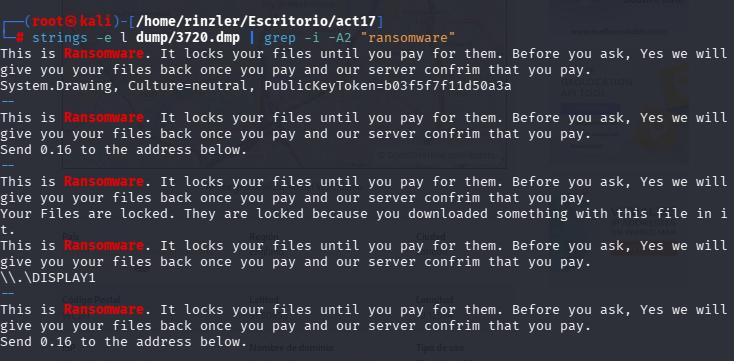 ┌──(root㉿kali)-[/home/rinzler/Escritorio/act17]
└─# strings -e l dump/3720.dmp | grep -i -A2 "ransomware"
This is Ransomware. It locks your files until you pay for them. Before you ask, Yes we will
give you your files back once you pay and our server confrim that you pay.
System.Drawing, Culture=neutral, PublicKeyToken=b03f5f7f11d50a3a
--
This is Ransomware. It locks your files until you pay for them. Before you ask, Yes we will
give you your files back once you pay and our server confrim that you pay.
Send 0.16 to the address below.
--
This is Ransomware. It locks your files until you pay for them. Before you ask, Yes we will
give you your files back once you pay and our server confrim that you pay.
Your Files are locked. They are locked because you downloaded something with this file in i
t.
This is Ransomware. It locks your files until you pay for them. Before you ask, Yes we will
give you your files back once you pay and our server confrim that you pay.
\\.\DISPLAY1
--
This is Ransomware. It locks your files until you pay for them. Before you ask, Yes we will
give you your files back once you pay and our server confrim that you pay.
Send 0.16 to the address below.